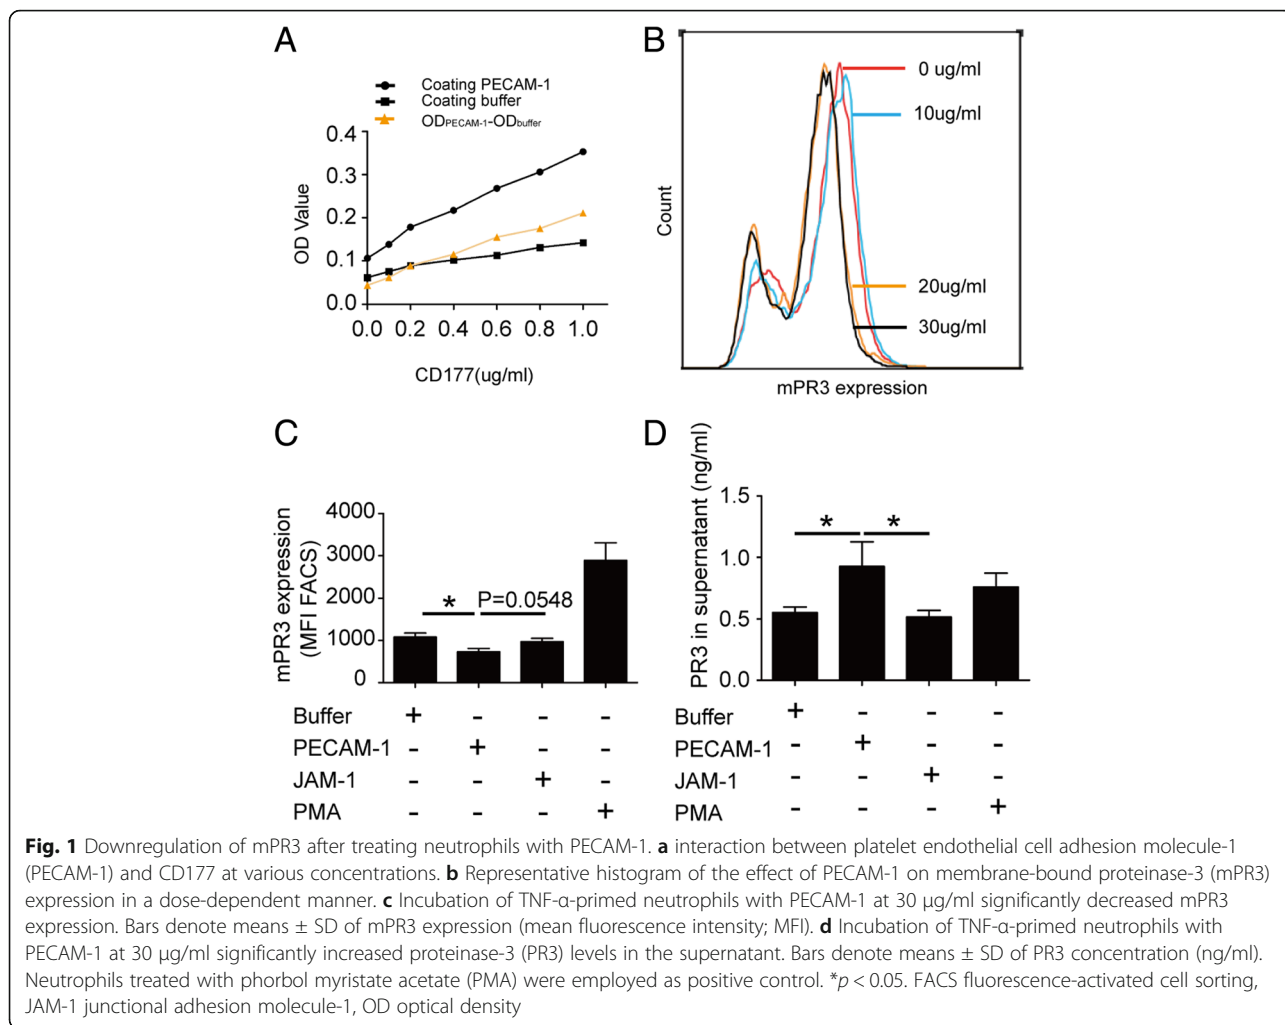 A
Coating PECAM-1
Coating buffer
ODPECAM-1-ODbuffer
0.4
0.3
0.2
0.1
0.0
OD Value
0.0 0.2 0.4 0.6 0.8 1.0
CD177(ug/ml)
B
0 ug/ml
10ug/ml
20ug/ml
30ug/ml
Count
mPR3 expression
C
mPR3 expression
(MFI FACS)
4000
3000
2000
1000
0
*
P=0.0548
Buffer + - - -
PECAM-1 - + - -
JAM-1 - - + -
PMA - - - +
D
PR3 in supernatant (ng/ml)
1.5
1.0
0.5
0.0
* *
Buffer + - - -
PECAM-1 - + - -
JAM-1 - - + -
PMA - - - +
Fig. 1 Downregulation of mPR3 after treating neutrophils with PECAM-1. a interaction between platelet endothelial cell adhesion molecule-1
(PECAM-1) and CD177 at various concentrations. b Representative histogram of the effect of PECAM-1 on membrane-bound proteinase-3 (mPR3)
expression in a dose-dependent manner. c Incubation of TNF-α-primed neutrophils with PECAM-1 at 30 μg/ml significantly decreased mPR3
expression. Bars denote means ± SD of mPR3 expression (mean fluorescence intensity; MFI). d Incubation of TNF-α-primed neutrophils with
PECAM-1 at 30 μg/ml significantly increased proteinase-3 (PR3) levels in the supernatant. Bars denote means ± SD of PR3 concentration (ng/ml).
Neutrophils treated with phorbol myristate acetate (PMA) were employed as positive control. *p < 0.05. FACS fluorescence-activated cell sorting,
JAM-1 junctional adhesion molecule-1, OD optical density